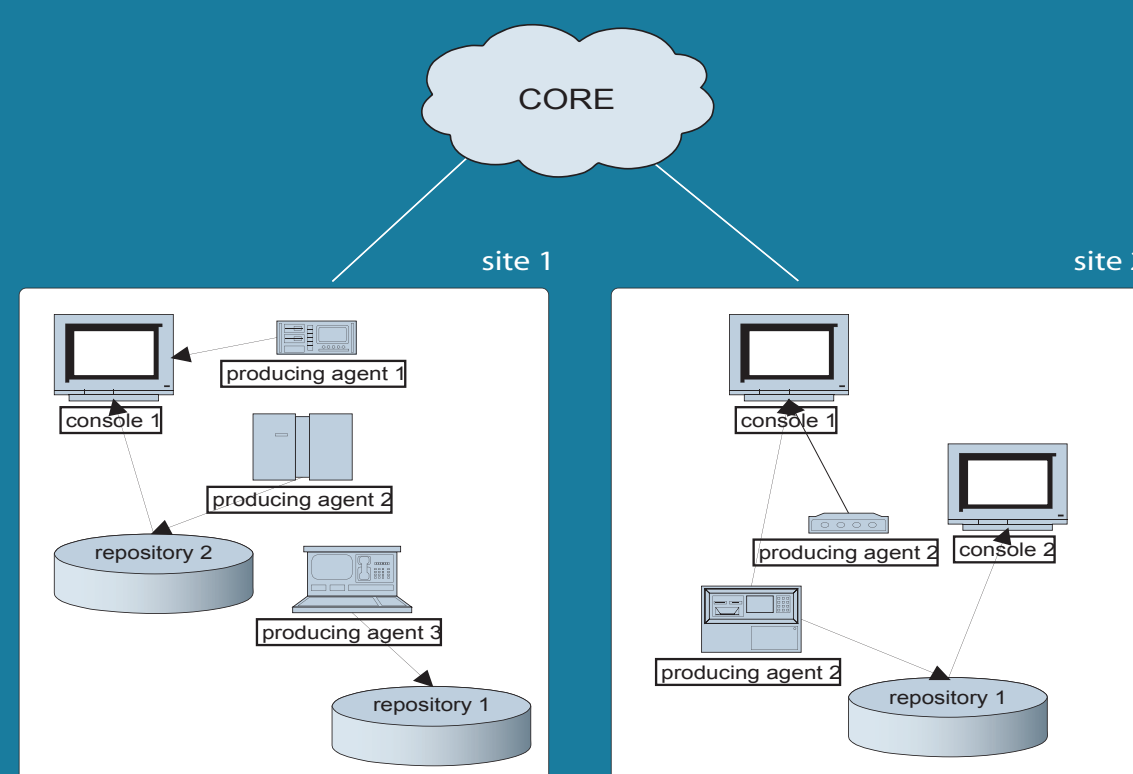 CORE
site 1
site
producing agent 1
console 1
producing agent 2
repository 2
producing agent 3
repository 1
console 1
producing agent 2
console 2
producing agent 2
repository 1